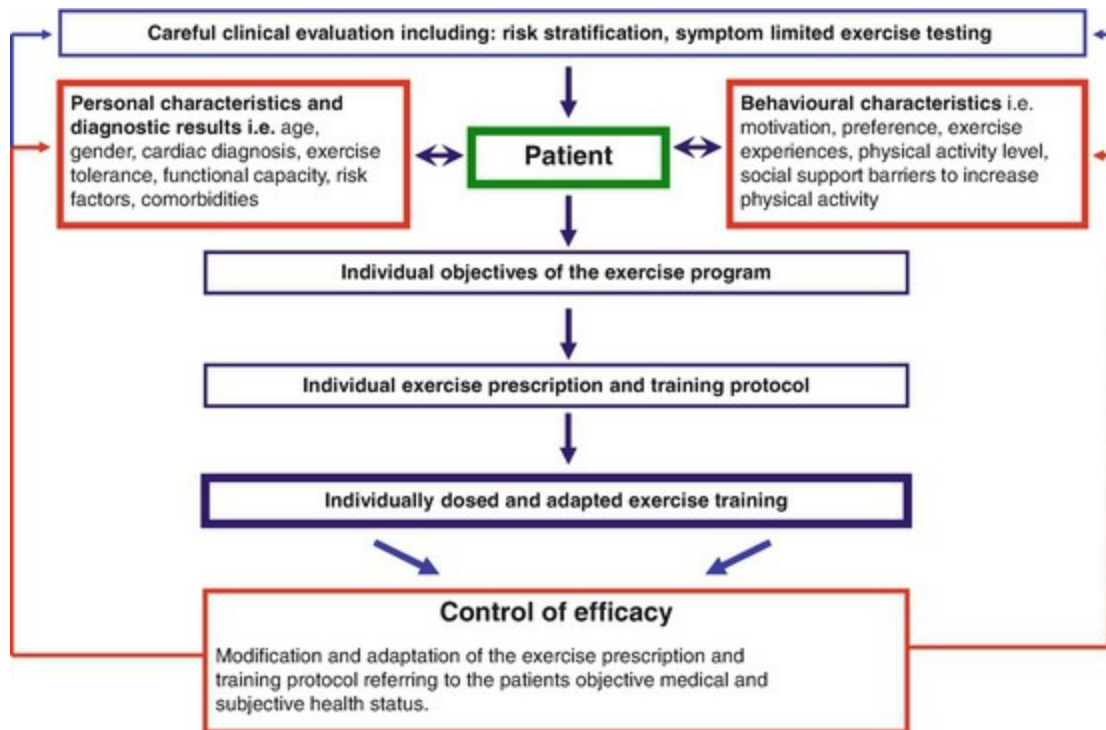 Careful clinical evaluation including: risk stratification, symptom limited exercise testing
Personal characteristics and
diagnostic results i.e. age,
gender, cardiac diagnosis, exercise
tolerance, functional capacity, risk
factors, comorbidities
Patient
Behavioural characteristics i.e.
motivation, preference, exercise
experiences, physical activity level,
social support barriers to increase
physical activity
Individual objectives of the exercise program
Individual exercise prescription and training protocol
Individually dosed and adapted exercise training
Control of efficacy
Modification and adaptation of the exercise prescription and
training protocol referring to the patients objective medical and
subjective health status.